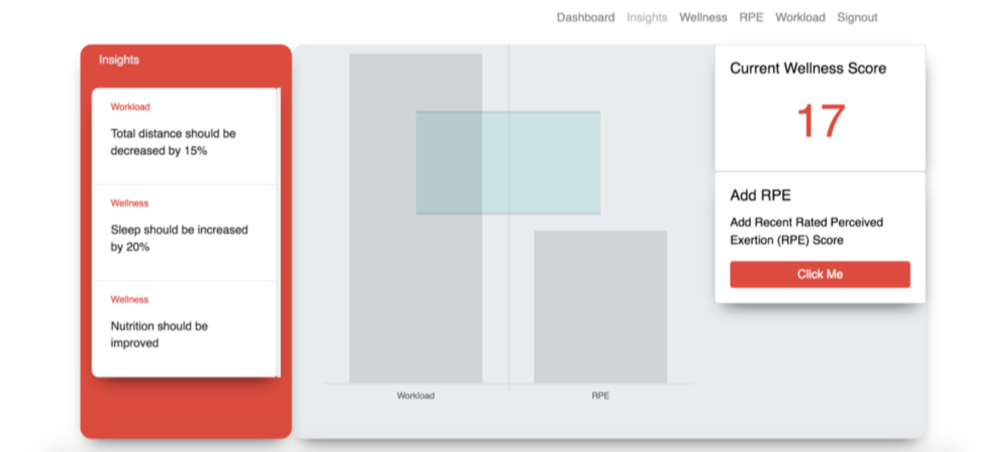 Dashboard Insights Wellness RPE Workload Signout
Insights
Workload
Total distance should be
decreased by 15%
Wellness
Sleep should be increased
by 20%
Wellness
Nutrition should be
improved
Workload
RPE
Current Wellness Score
17
Add RPE
Add Recent Rated Perceived
Exertion (RPE) Score
Click Me